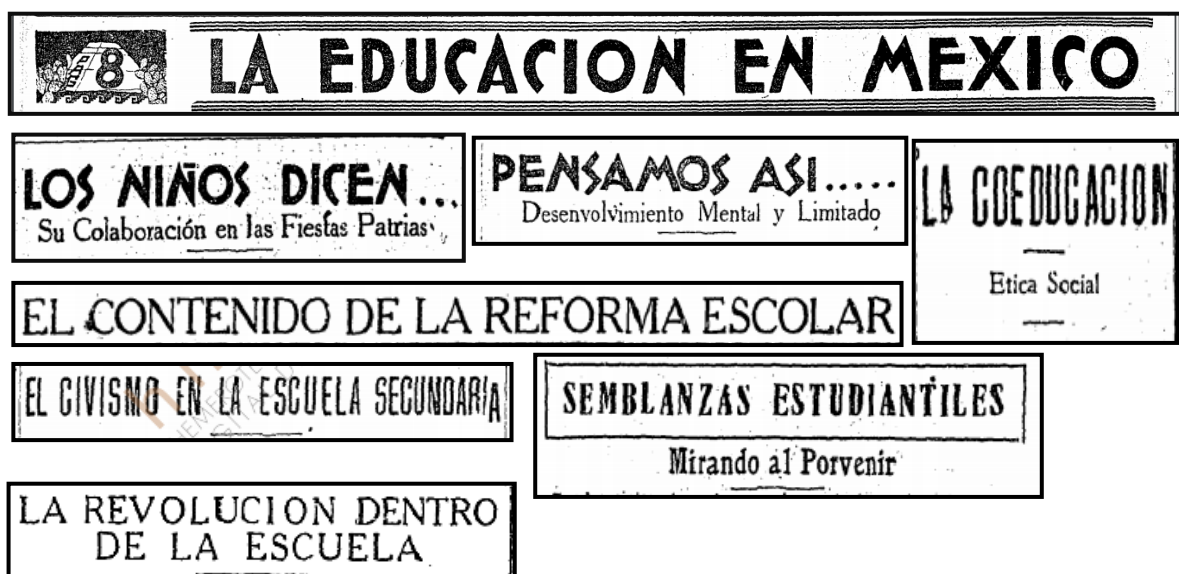 8 LA EDUCACION EN MEXICO
LOS NIÑOS DICEN...
Su Colaboración en las Fiestas Patrias
PENSAMOS ASI.....
Desenvolvimiento Mental y Limitado
LA COEDUCACION
Etica Social
EL CONTENIDO DE LA REFORMA ESCOLAR
EL CIVISMO EN LA ESCUELA SECUNDARIA
SEMBLANZAS ESTUDIANTILES
Mirando al Porvenir
LA REVOLUCION DENTRO
DE LA ESCUELA